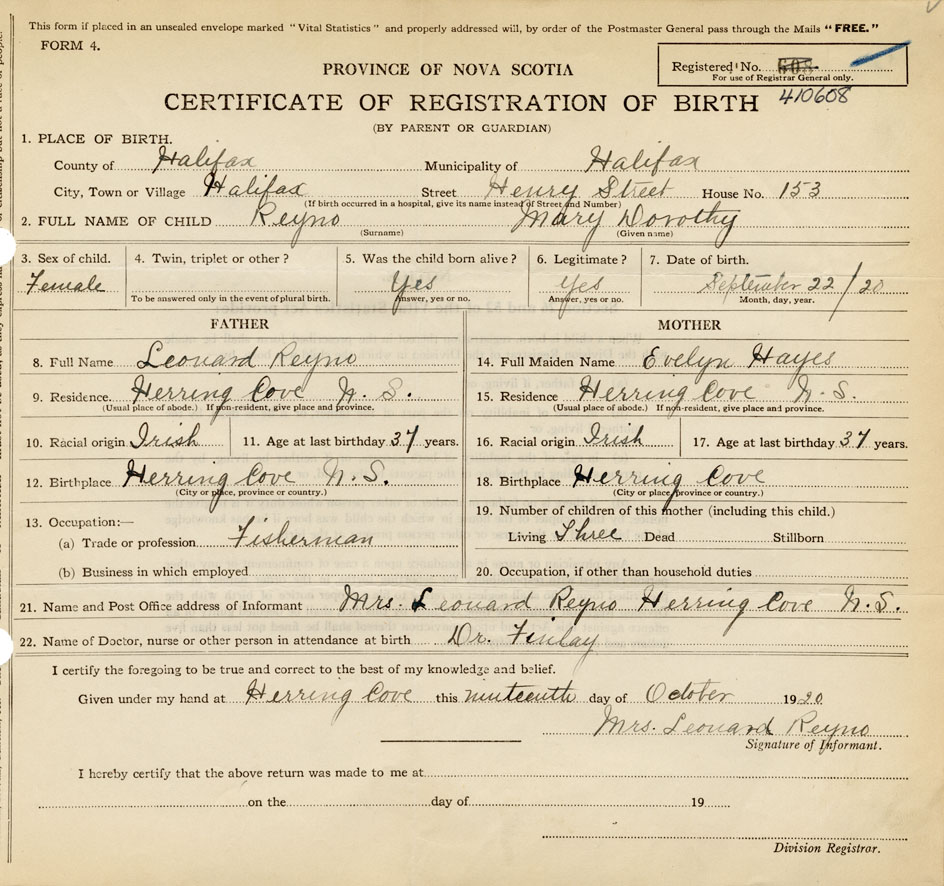 This form if placed in an unsealed envelope marked "Vital Statistics" and properly addressed will, by order of the Postmaster General pass through the Mails "FREE."
FORM 4.
Registered No. 608
For use of Registrar General only.
410608
PROVINCE OF NOVA SCOTIA
CERTIFICATE OF REGISTRATION OF BIRTH
(BY PARENT OR GUARDIAN)
1. PLACE OF BIRTH.
County of Halifax Municipality of Halifax
City, Town or Village Halifax Street Henry Street House No. 153
(If birth occurred in a hospital, give its name instead of Street and Number)
2. FULL NAME OF CHILD Reyno Mary Dorothy
(Surname) (Given name)
3. Sex of child. 4. Twin, triplet or other? 5. Was the child born alive? 6. Legitimate? 7. Date of birth.
Female Yes Yes September 22/20
To be answered only in the event of plural birth. Answer, yes or no. Answer, yes or no. Month, day, year.
FATHER MOTHER
8. Full Name Leonard Reyno 14. Full Maiden Name Evelyn Hayes
9. Residence. Herring Cove N.S. 15. Residence Herring Cove N.S.
(Usual place of abode.) If non-resident, give place and province. (Usual place of abode.) If non-resident, give place and province.
10. Racial origin Irish 11. Age at last birthday 37 years. 16. Racial origin Irish 17. Age at last birthday 37 years.
12. Birthplace Herring Cove N.S. 18. Birthplace Herring Cove
(City or place, province or country.) (City or place, province or country.)
13. Occupation:— 19. Number of children of this mother (including this child.)
(a) Trade or profession Fisherman Living Three Dead Stillborn
(b) Business in which employed 20. Occupation, if other than household duties
21. Name and Post Office address of Informant Mrs. Leonard Reyno Herring Cove N.S.
22. Name of Doctor, nurse or other person in attendance at birth Dr. Finlay
I certify the foregoing to be true and correct to the best of my knowledge and belief.
Given under my hand at Herring Cove this ninteenth day of October 1920
Mrs. Leonard Reyno
Signature of Informant.
I hereby certify that the above return was made to me at
on the day of 19
Division Registrar.